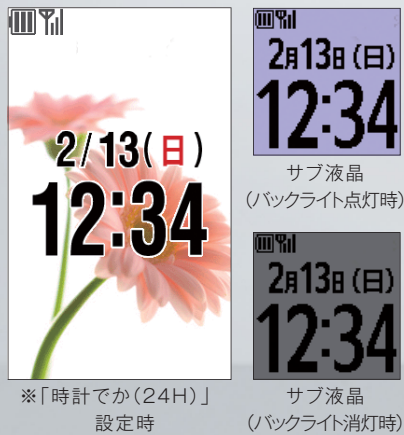 2/13(日)
12:34
※「時計でか(24H)」
設定時
2月13日(日)
12:34
サブ液晶
(バックライト点灯時)
2月13日(日)
12:34
サブ液晶
(バックライト消灯時)